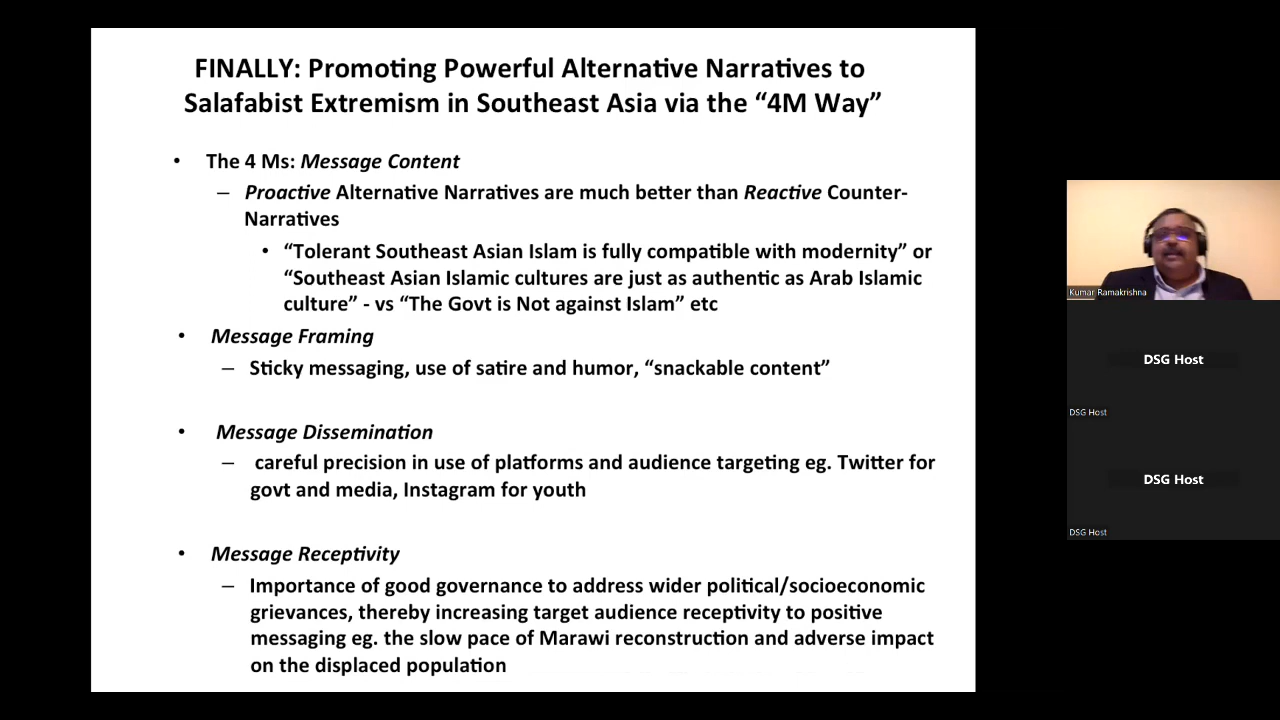 FINALLY: Promoting Powerful Alternative Narratives to
Salafabist Extremism in Southeast Asia via the “4M Way”
• The 4 Ms: Message Content
– Proactive Alternative Narratives are much better than Reactive Counter-
Narratives
• “Tolerant Southeast Asian Islam is fully compatible with modernity” or
“Southeast Asian Islamic cultures are just as authentic as Arab Islamic
culture” - vs “The Govt is Not against Islam” etc
• Message Framing
– Sticky messaging, use of satire and humor, “snackable content”
• Message Dissemination
– careful precision in use of platforms and audience targeting eg. Twitter for
govt and media, Instagram for youth
• Message Receptivity
– Importance of good governance to address wider political/socioeconomic
grievances, thereby increasing target audience receptivity to positive
messaging eg. the slow pace of Marawi reconstruction and adverse impact
on the displaced population
Kumar Ramakrishna
DSG Host
DSG Host
DSG Host
DSG Host